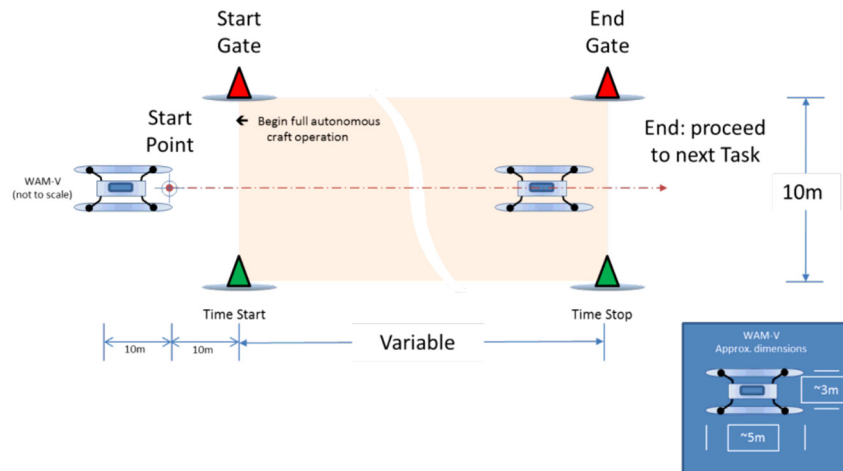 Start
Gate
End
Gate
Start
Point
Begin full autonomous
craft operation
End: proceed
to next Task
WAM-V
(not to scale)
10m
Time Start
Time Stop
10m
10m
Variable
WAM-V
Approx. dimensions
~3m
~5m